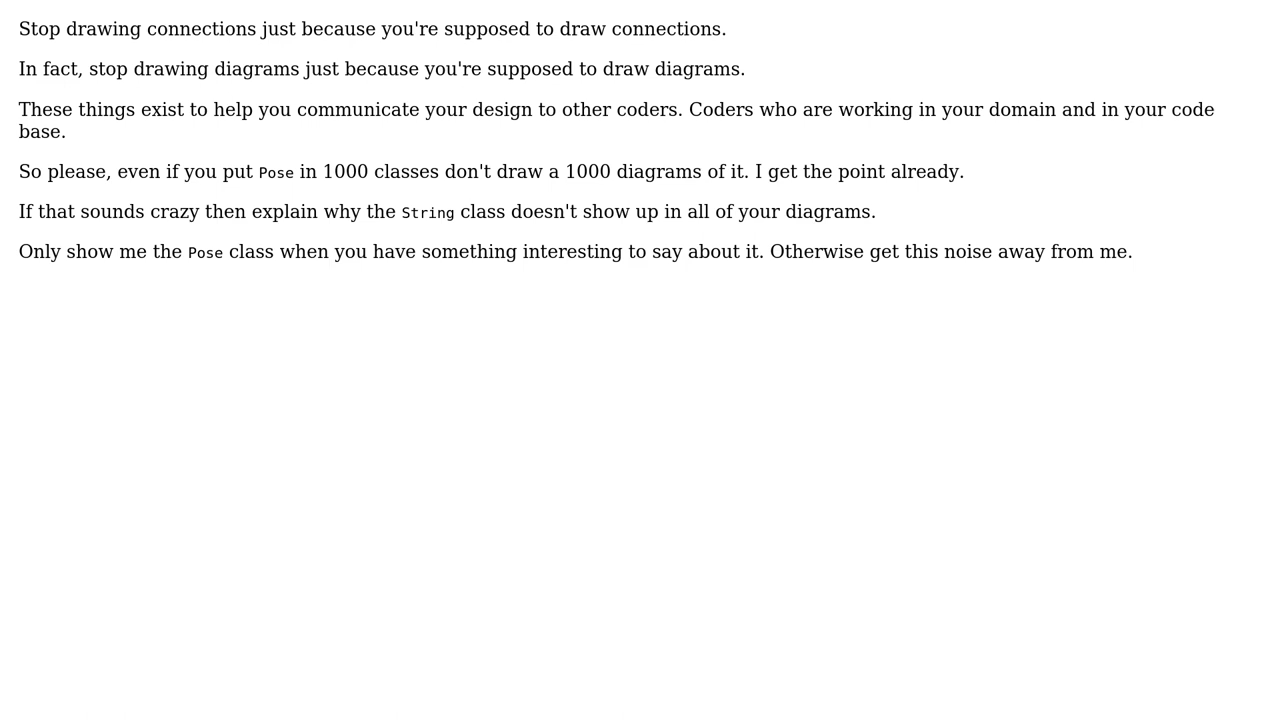 Stop drawing connections just because you're supposed to draw connections.
In fact, stop drawing diagrams just because you're supposed to draw diagrams.
These things exist to help you communicate your design to other coders. Coders who are working in your domain and in your code
base.
So please, even if you put Pose in 1000 classes don't draw a 1000 diagrams of it. I get the point already.
If that sounds crazy then explain why the String class doesn't show up in all of your diagrams.
Only show me the Pose class when you have something interesting to say about it. Otherwise get this noise away from me.